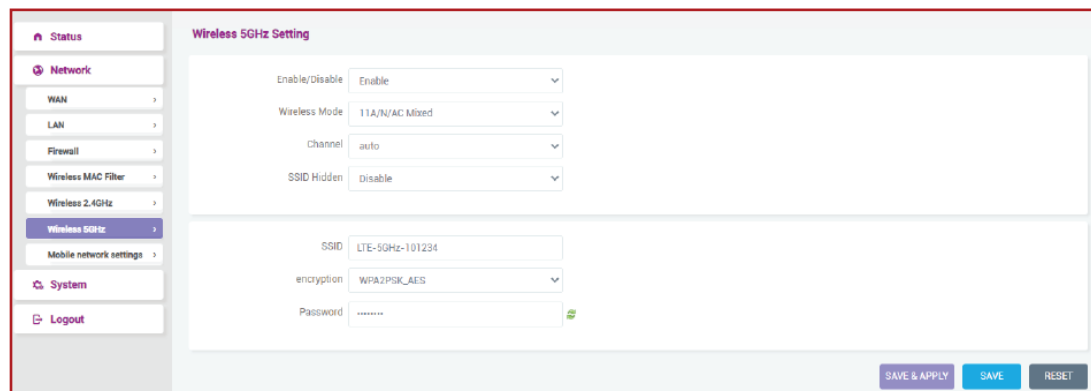 Status
Network
WAN
LAN
Firewall
Wireless MAC Filter
Wireless 2.4GHz
Wireless 5GHz
Mobile network settings
System
Logout
Wireless 5GHz Setting
Enable/Disable Enable
Wireless Mode 11A/N/AC Mixed
Channel auto
SSID Hidden Disable
SSID LTE-5GHz-101234
encryption WPA2PSK_AES
Password ········
SAVE & APPLY SAVE RESET